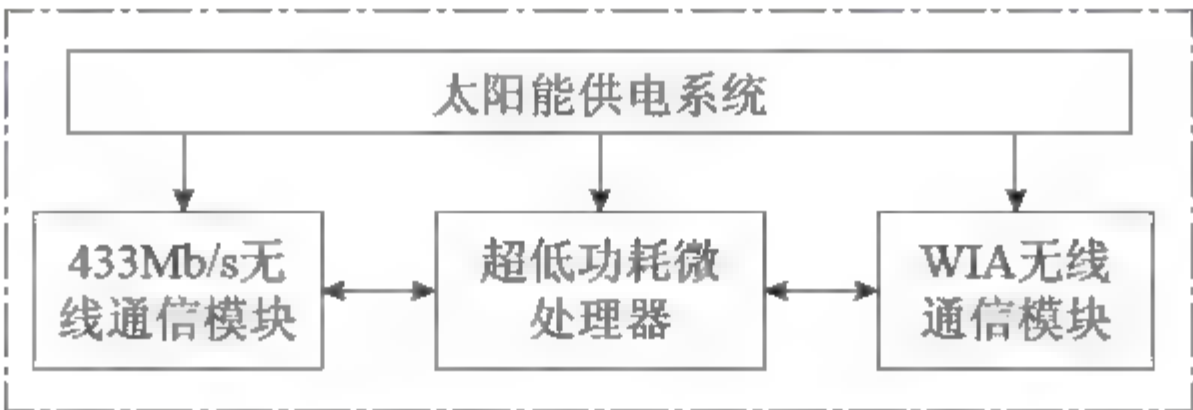 太阳能供电系统
433Mb/s无
线通信模块
超低功耗微
处理器
WIA无线
通信模块